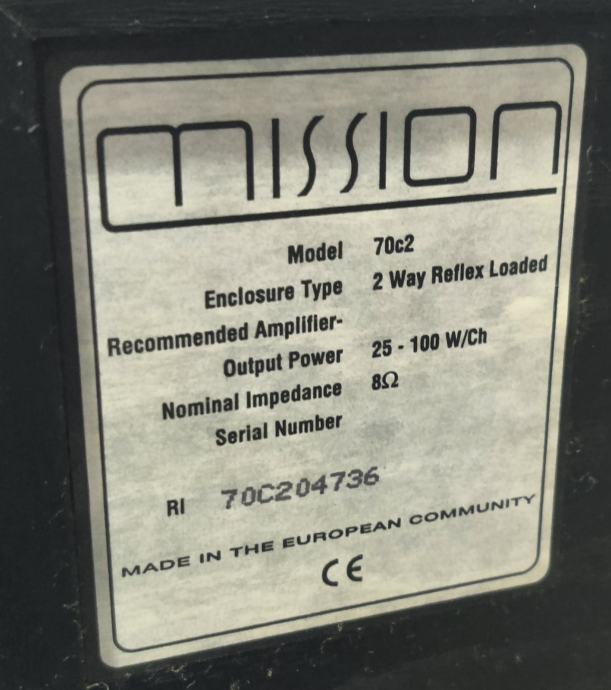 mission
Model 70c2
Enclosure Type 2 Way Reflex Loaded
Recommended Amplifier-
Output Power 25 - 100 W/Ch
Nominal Impedance 8Ω
Serial Number
RI 70C204736
MADE IN THE EUROPEAN COMMUNITY
CE